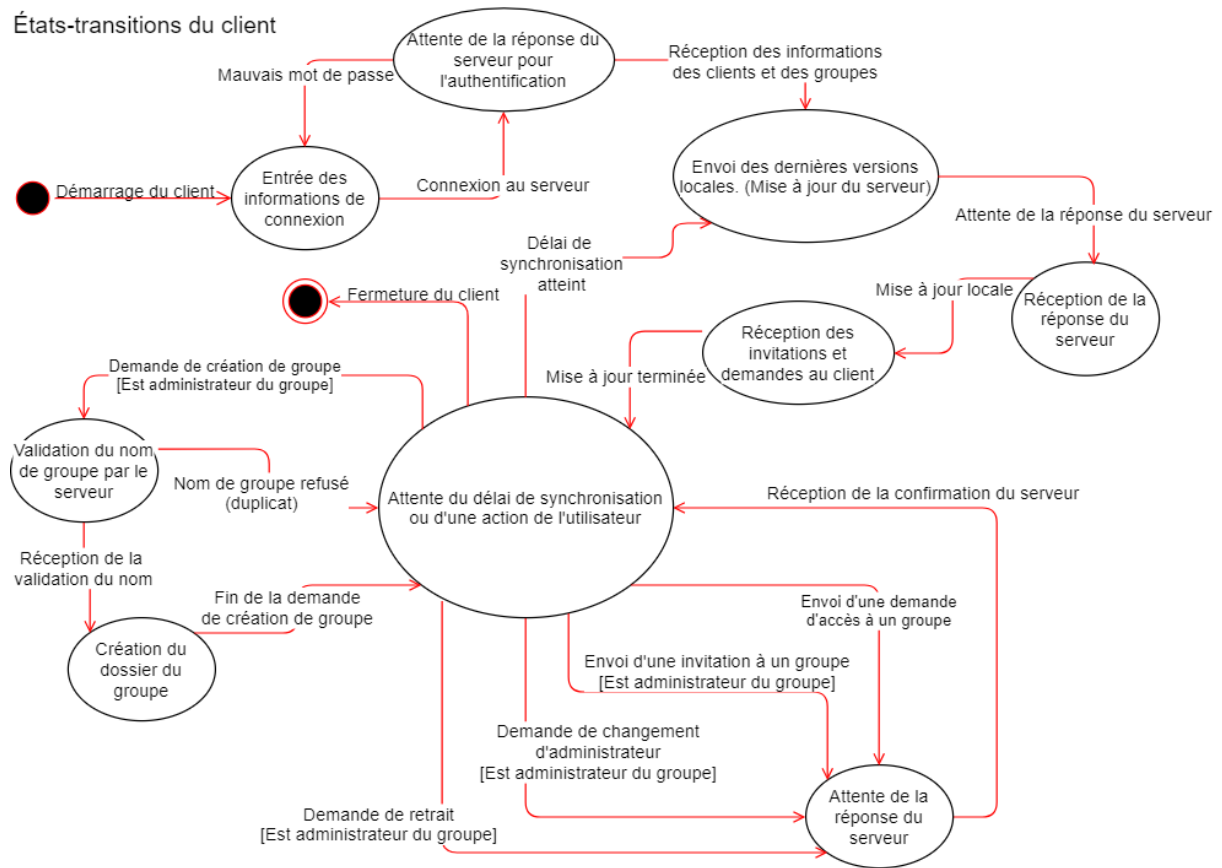 États-transitions du client
Attente de la réponse du
serveur pour
l'authentification
Réception des informations
des clients et des groupes
Mauvais mot de passe
Démarrage du client
Entrée des
informations de
connexion
Connexion au serveur
Envoi des dernières versions
locales. (Mise à jour du serveur)
Attente de la réponse du serveur
Délai de
synchronisation
atteint
Fermeture du client
Mise à jour locale
Réception de la
réponse du
serveur
Réception des
invitations et
demandes au client
Mise à jour terminée
Demande de création de groupe
[Est administrateur du groupe]
Validation du nom
de groupe par le
serveur
Nom de groupe refusé
(duplicat)
Attente du délai de synchronisation
ou d'une action de l'utilisateur
Réception de la confirmation du serveur
Réception de la
validation du nom
Fin de la demande
de création de groupe
Création du
dossier du
groupe
Envoi d'une demande
d'accès à un groupe
Envoi d'une invitation à un groupe
[Est administrateur du groupe]
Demande de changement
d'administrateur
[Est administrateur du groupe]
Demande de retrait
[Est administrateur du groupe]
Attente de la
réponse du
serveur